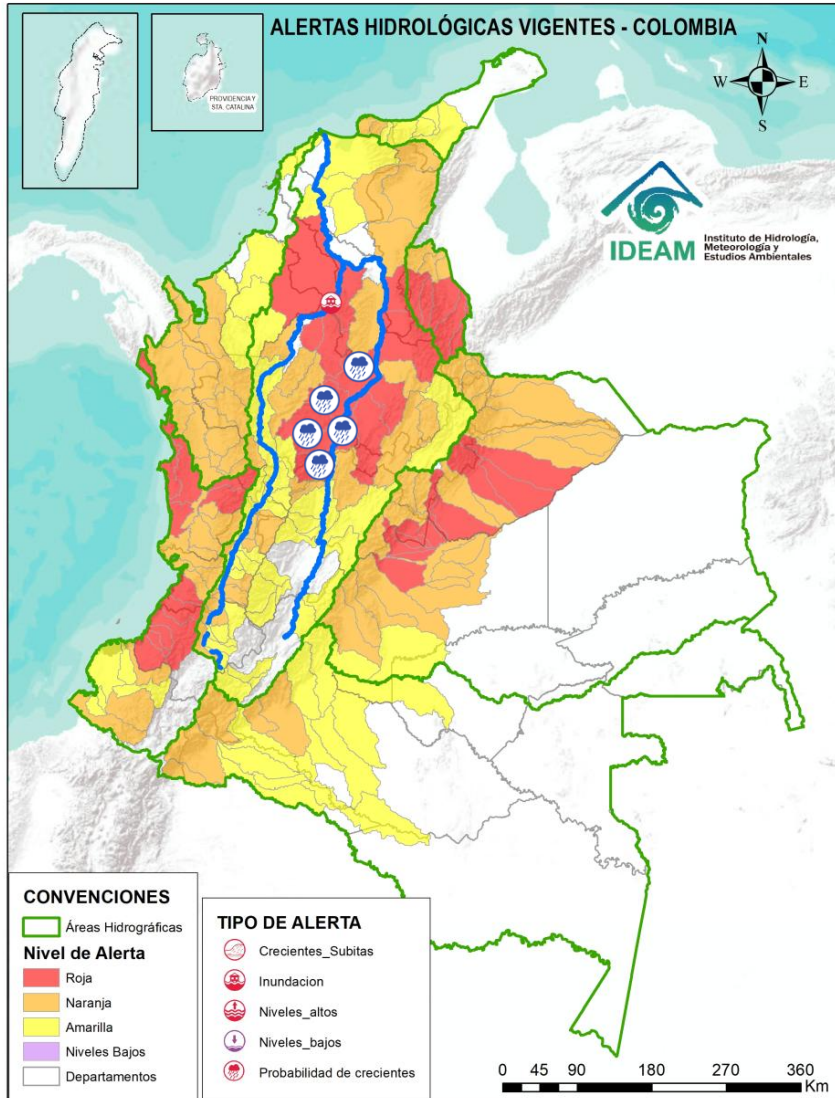 ALERTAS HIDROLÓGICAS VIGENTES - COLOMBIA
PROVIDENCIA Y
STA. CATALINA
N
W
E
S
IDEAM
Instituto de Hidrología,
Meteorología y
Estudios Ambientales
CONVENCIONES
Áreas Hidrográficas
Nivel de Alerta
Roja
Naranja
Amarilla
Niveles Bajos
Departamentos
TIPO DE ALERTA
Crecientes_Subitas
Inundacion
Niveles_altos
Niveles_bajos
Probabilidad de crecientes
0 45 90 180 270 360
Km